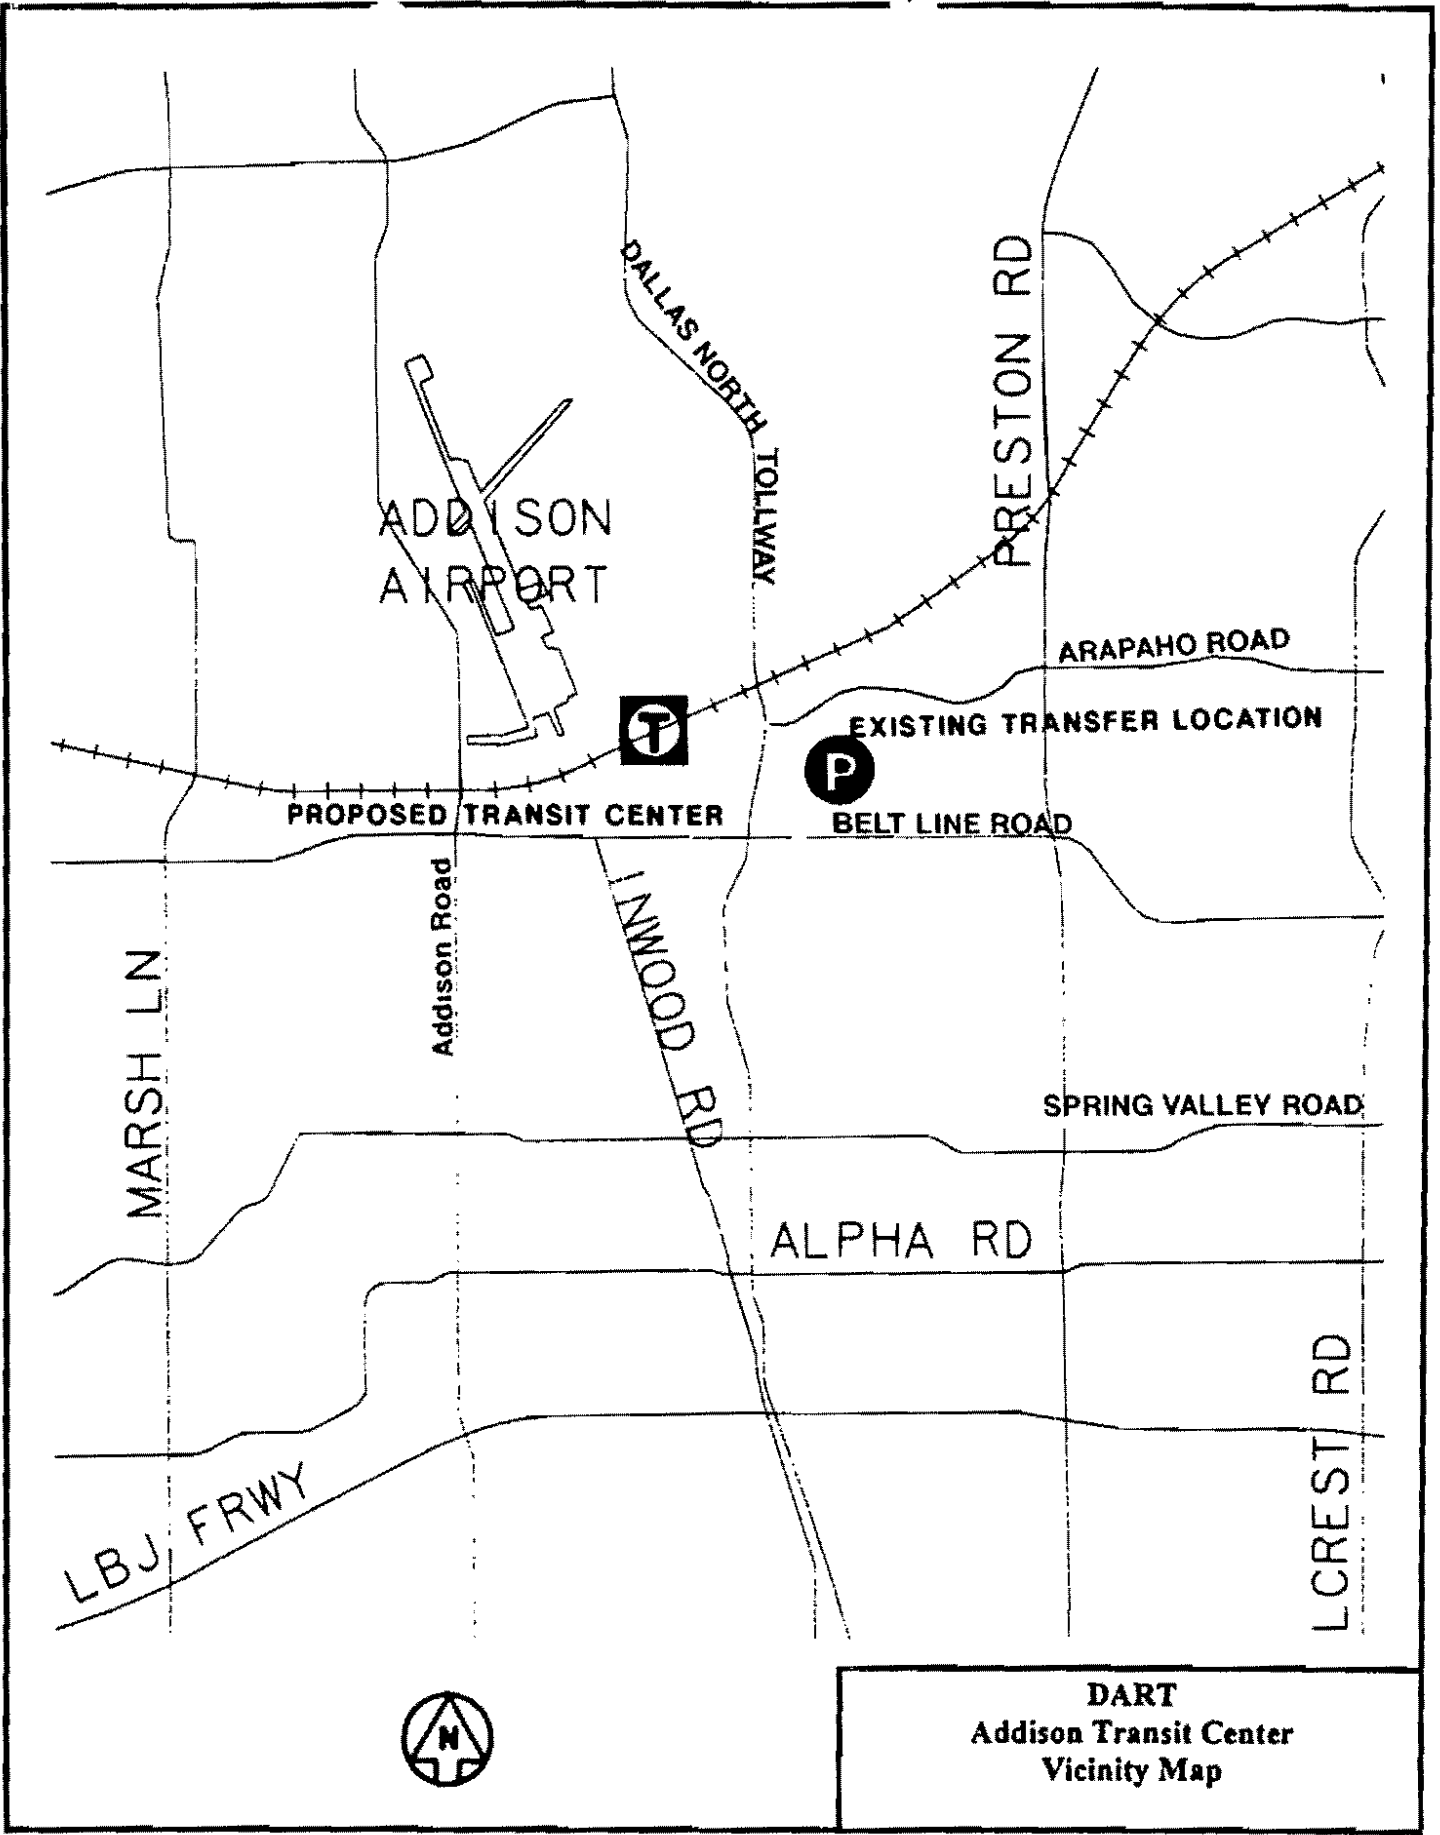 DALLAS NORTH TOLLWAY
PRESTON RD
ADDISON
AIRPORT
ARAPAHO ROAD
EXISTING TRANSFER LOCATION
T
P
PROPOSED TRANSIT CENTER
BELT LINE ROAD
Addison Road
INWOOD RD
MARSH LN
SPRING VALLEY ROAD
ALPHA RD
LCREST RD
LBJ FRWY
N
DART
Addison Transit Center
Vicinity Map